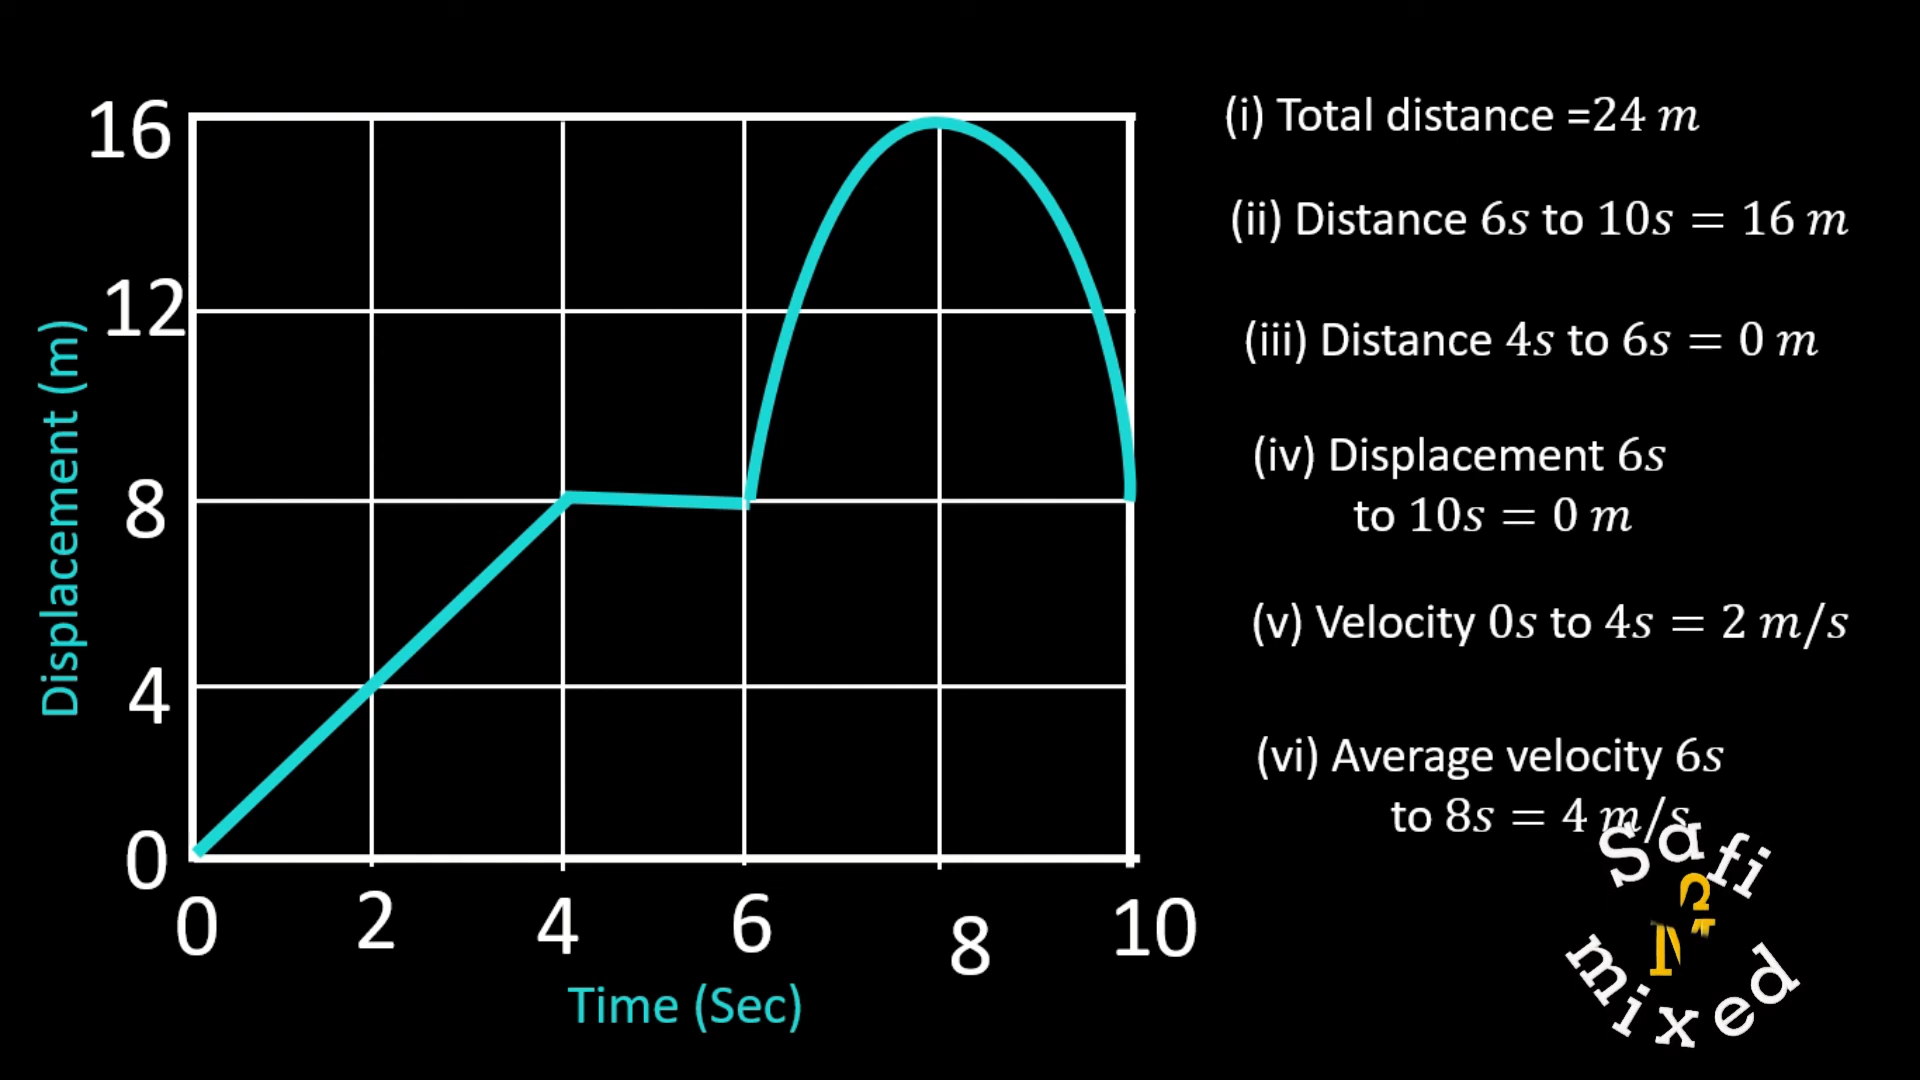 16
12
8
4
0
Displacement (m)
0 2 4 6 8 10
Time (Sec)
(i) Total distance =24 m
(ii) Distance 6s to 10s = 16 m
(iii) Distance 4s to 6s = 0 m
(iv) Displacement 6s
to 10s = 0 m
(v) Velocity 0s to 4s = 2 m/s
(vi) Average velocity 6s
to 8s = 4 m/s
Safi
mixed